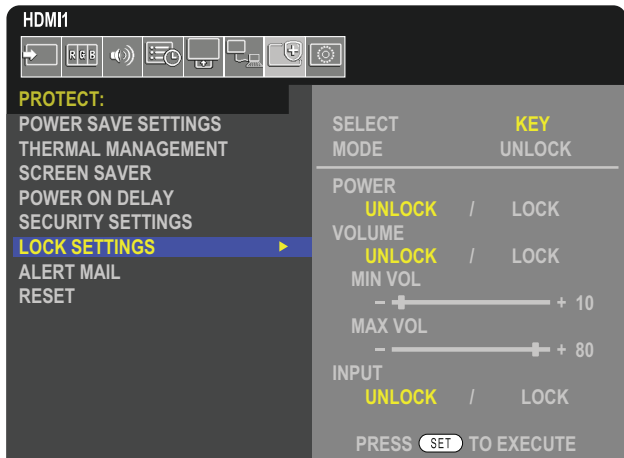 HDMI1
RGB
PROTECT:
POWER SAVE SETTINGS
THERMAL MANAGEMENT
SCREEN SAVER
POWER ON DELAY
SECURITY SETTINGS
LOCK SETTINGS
ALERT MAIL
RESET
SELECT KEY
MODE UNLOCK
POWER
UNLOCK / LOCK
VOLUME
UNLOCK / LOCK
MIN VOL
- + 10
MAX VOL
- + 80
INPUT
UNLOCK / LOCK
PRESS SET TO EXECUTE